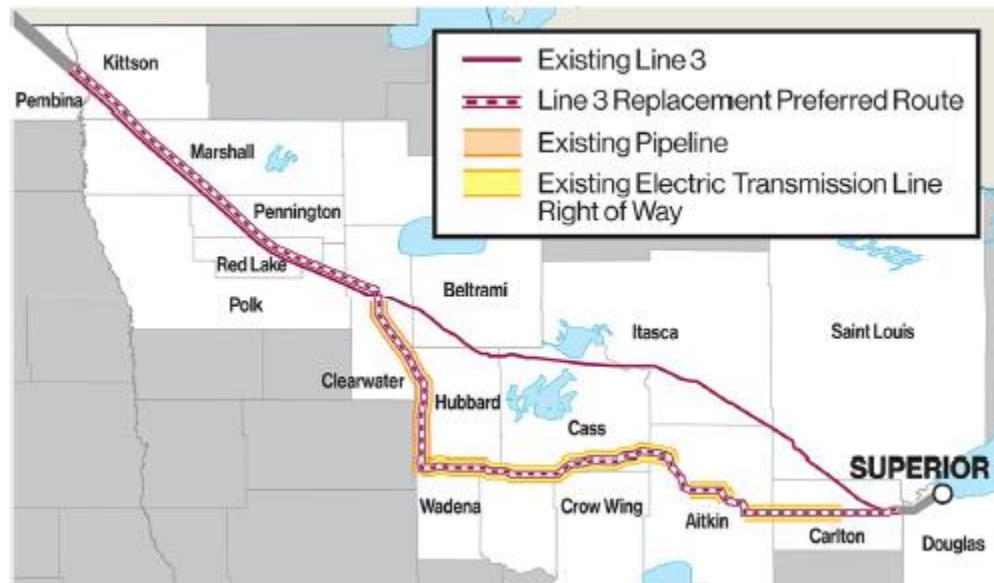 Existing Line 3
Line 3 Replacement Preferred Route
Existing Pipeline
Existing Electric Transmission Line
Right of Way
Kittson
Pembina
Marshall
Pennington
Red Lake
Polk
Beltrami
Itasca
Saint Louis
Clearwater
Hubbard
Cass
SUPERIOR
Wadena
Crow Wing
Aitkin
Carlton
Douglas